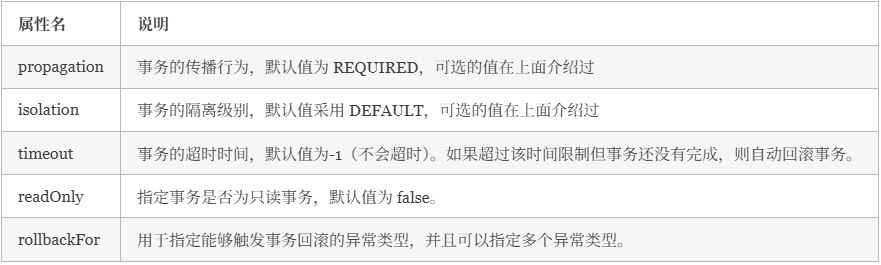 属性名 说明
propagation 事务的传播行为，默认值为 REQUIRED，可选的值在上面介绍过
isolation 事务的隔离级别，默认值采用 DEFAULT，可选的值在上面介绍过
timeout 事务的超时时间，默认值为-1（不会超时）。如果超过该时间限制但事务还没有完成，则自动回滚事务。
readOnly 指定事务是否为只读事务，默认值为 false。
rollbackFor 用于指定能够触发事务回滚的异常类型，并且可以指定多个异常类型。